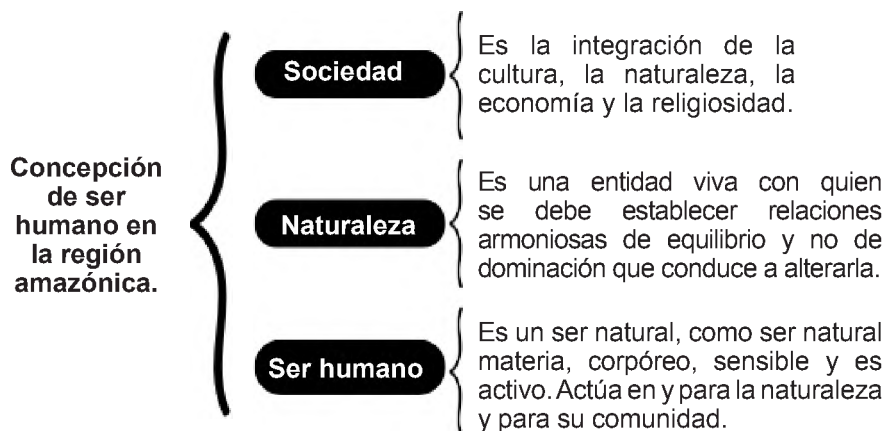 Concepción
de ser
humano en
la región
amazónica.
Sociedad
Es la integración de la
cultura, la naturaleza, la
economía y la religiosidad.
Naturaleza
Es una entidad viva con quien
se debe establecer relaciones
armoniosas de equilibrio y no de
dominación que conduce a alterarla.
Ser humano
Es un ser natural, como ser natural
materia, corpóreo, sensible y es
activo. Actúa en y para la naturaleza
y para su comunidad.